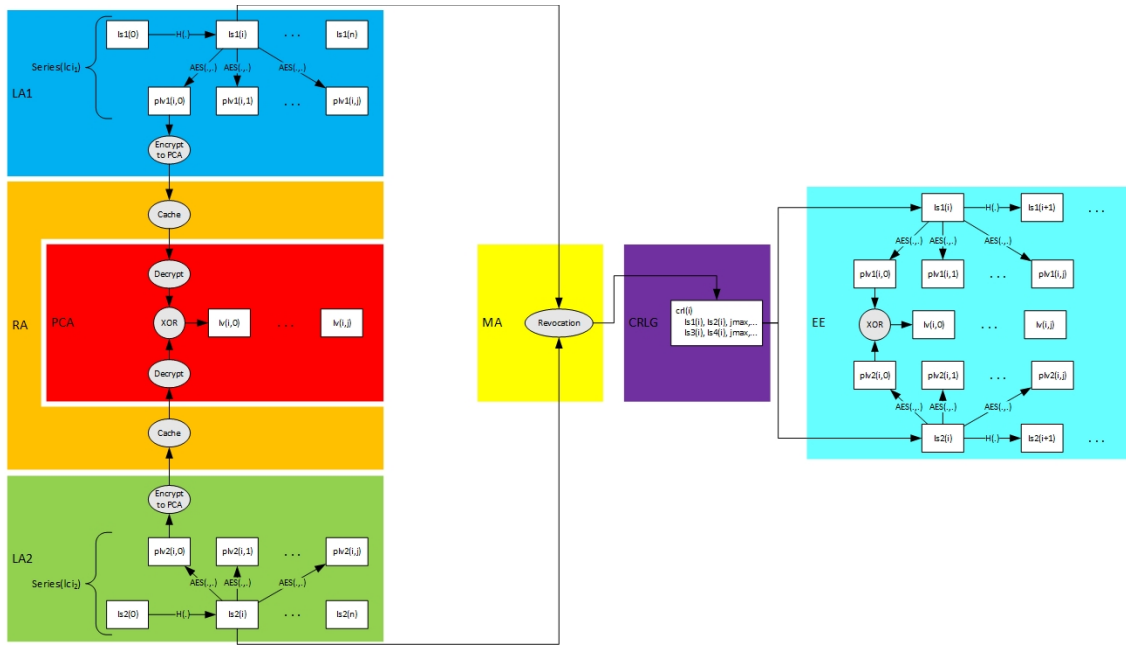 ls1(0)
H(.)
ls1(i)
. . .
ls1(n)
Series(lci₁)
AES(.,.)
AES(.,.)
AES(.,.)
LA1
plv1(i,0)
plv1(i,1)
. . .
plv1(i,j)
Encrypt
to PCA
Cache
RA
Decrypt
PCA
XOR
lv(i,0)
. . .
lv(i,j)
Decrypt
Cache
Encrypt
to PCA
LA2
plv2(i,0)
plv2(i,1)
. . .
plv2(i,j)
Series(lci₂)
AES(.,.)
AES(.,.)
AES(.,.)
ls2(0)
H(.)
ls2(i)
. . .
ls2(n)
MA
Revocation
CRLG
crl(i)
ls1(i), ls2(i), jmax,...
ls3(i), ls4(i), jmax,...
EE
ls1(i)
H(.)
ls1(i+1)
. . .
AES(.,.)
AES(.,.)
AES(.,.)
plv1(i,0)
plv1(i,1)
. . .
plv1(i,j)
XOR
lv(i,0)
. . .
lv(i,j)
plv2(i,0)
plv2(i,1)
. . .
plv2(i,j)
AES(.,.)
AES(.,.)
AES(.,.)
ls2(i)
H(.)
ls2(i+1)
. . .